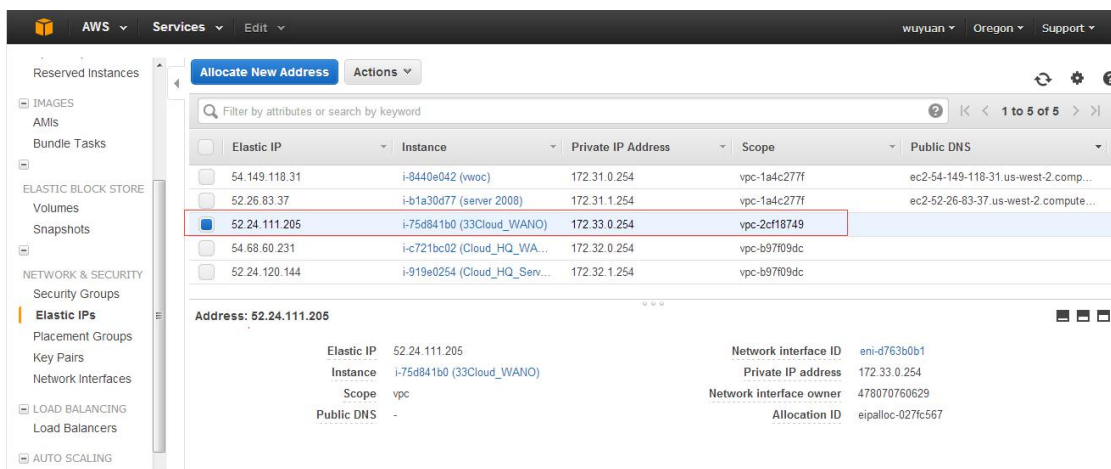 AWS Services Edit wuyuan Oregon Support
Reserved Instances
IMAGES
AMIs
Bundle Tasks
ELASTIC BLOCK STORE
Volumes
Snapshots
NETWORK & SECURITY
Security Groups
Elastic IPs
Placement Groups
Key Pairs
Network Interfaces
LOAD BALANCING
Load Balancers
AUTO SCALING
Allocate New Address Actions
Filter by attributes or search by keyword 1 to 5 of 5
Elastic IP Instance Private IP Address Scope Public DNS
54.149.118.31 i-8440e042 (vwoc) 172.31.0.254 vpc-1a4c277f ec2-54-149-118-31.us-west-2.comp...
52.26.83.37 i-b1a30d77 (server 2008) 172.31.1.254 vpc-1a4c277f ec2-52-26-83-37.us-west-2.compute...
52.24.111.205 i-75d841b0 (33Cloud_WANO) 172.33.0.254 vpc-2cf18749
54.68.60.231 i-c721bc02 (Cloud_HQ_WA... 172.32.0.254 vpc-b97f09dc
52.24.120.144 i-919e0254 (Cloud_HQ_Serv... 172.32.1.254 vpc-b97f09dc
Address: 52.24.111.205
Elastic IP 52.24.111.205 Network interface ID eni-d763b0b1
Instance i-75d841b0 (33Cloud_WANO) Private IP address 172.33.0.254
Scope vpc Network interface owner 478070760629
Public DNS - Allocation ID eipalloc-027fc567